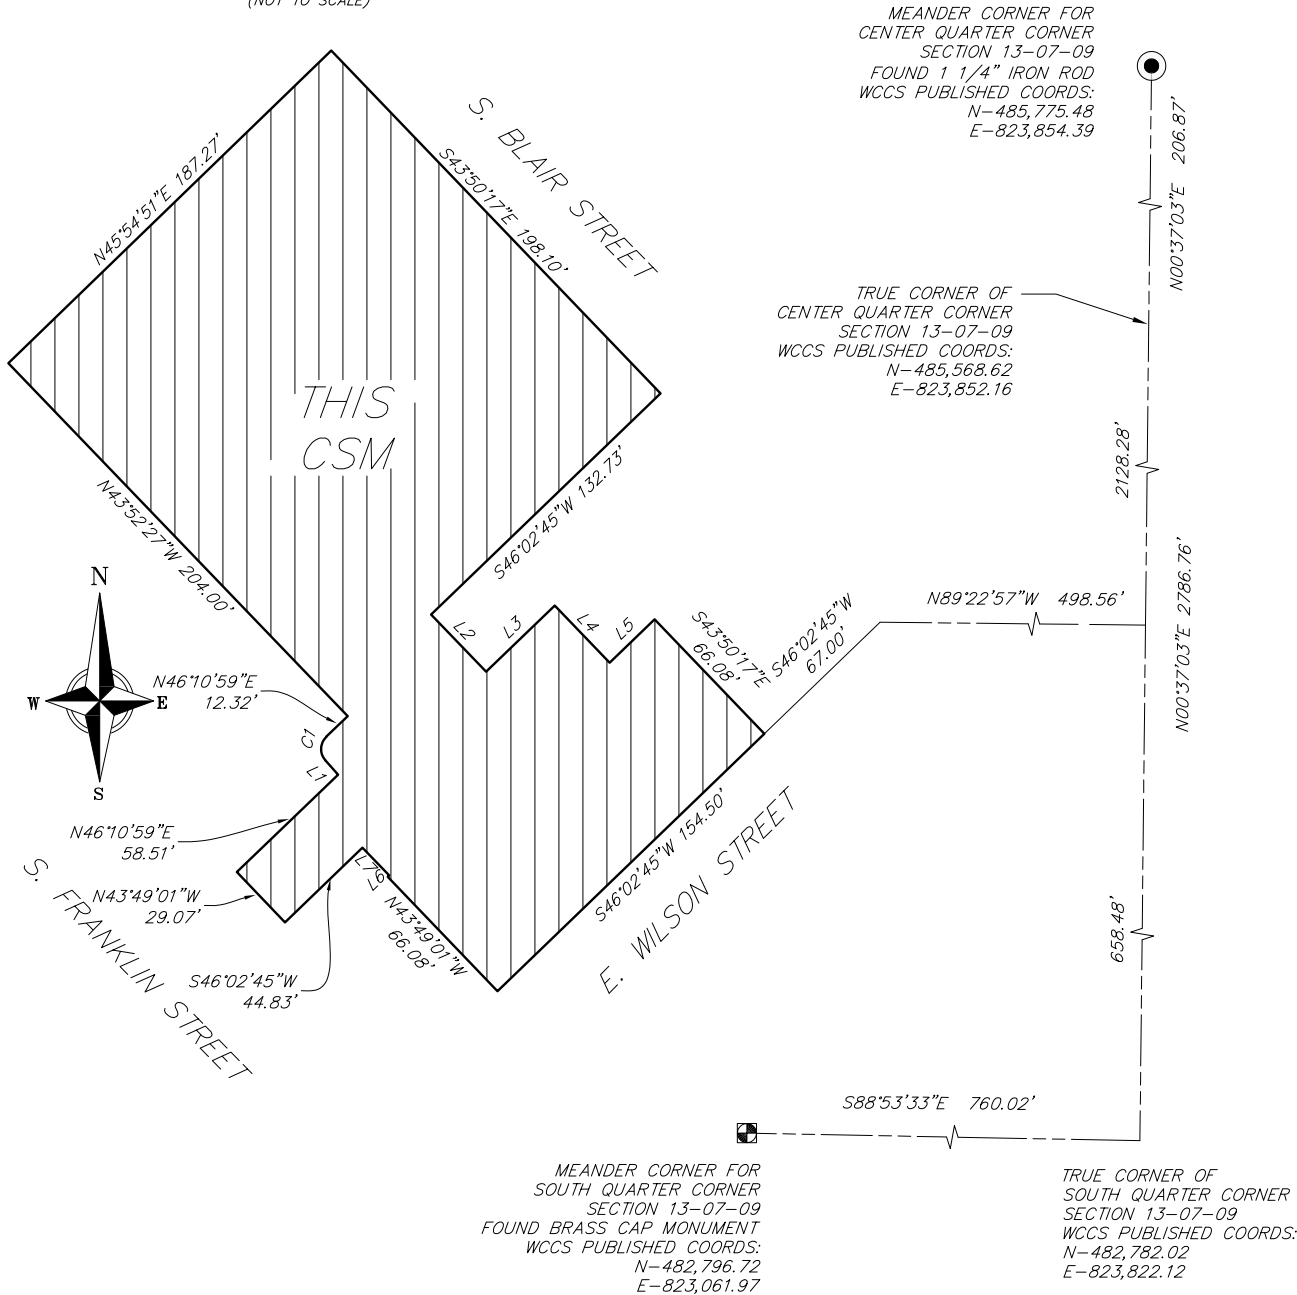 (NOT TO SCALE)
MEANDER CORNER FOR
CENTER QUARTER CORNER
SECTION 13-07-09
FOUND 1 1/4" IRON ROD
WCCS PUBLISHED COORDS:
N-485,775.48
E-823,854.39
N00°37'03"E 206.87'
S. BLAIR STREET
N45°54'51"E 187.27'
S43°50'17"E 198.10'
TRUE CORNER OF
CENTER QUARTER CORNER
SECTION 13-07-09
WCCS PUBLISHED COORDS:
N-485,568.62
E-823,852.16
THIS
CSM
2128.28'
N43°52'27"W 204.00'
S46°02'45"W 132.73'
N00°37'03"E 2786.76'
N
W
E
S
L2
L3
L4
L5
S43°50'17"E
66.08'
S46°02'45"W
67.00'
N89°22'57"W 498.56'
N46°10'59"E
12.32'
C1
L1
N46°10'59"E
58.51'
N43°49'01"W
29.07'
S46°02'45"W
44.83'
L7
L6
N43°49'01"W
66.08'
S46°02'45"W 154.50'
E. WILSON STREET
S. FRANKLIN STREET
658.48'
S88°53'33"E 760.02'
MEANDER CORNER FOR
SOUTH QUARTER CORNER
SECTION 13-07-09
FOUND BRASS CAP MONUMENT
WCCS PUBLISHED COORDS:
N-482,796.72
E-823,061.97
TRUE CORNER OF
SOUTH QUARTER CORNER
SECTION 13-07-09
WCCS PUBLISHED COORDS:
N-482,782.02
E-823,822.12